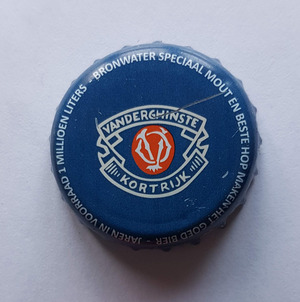 BRONWATER SPECIAAL MOUT EN BESTE HOP MAKEN HET GOED BIER - JAREN IN VOORRAAD 1 MILLIOEN LITERS -
VANDERGHINSTE
KORTRIJK